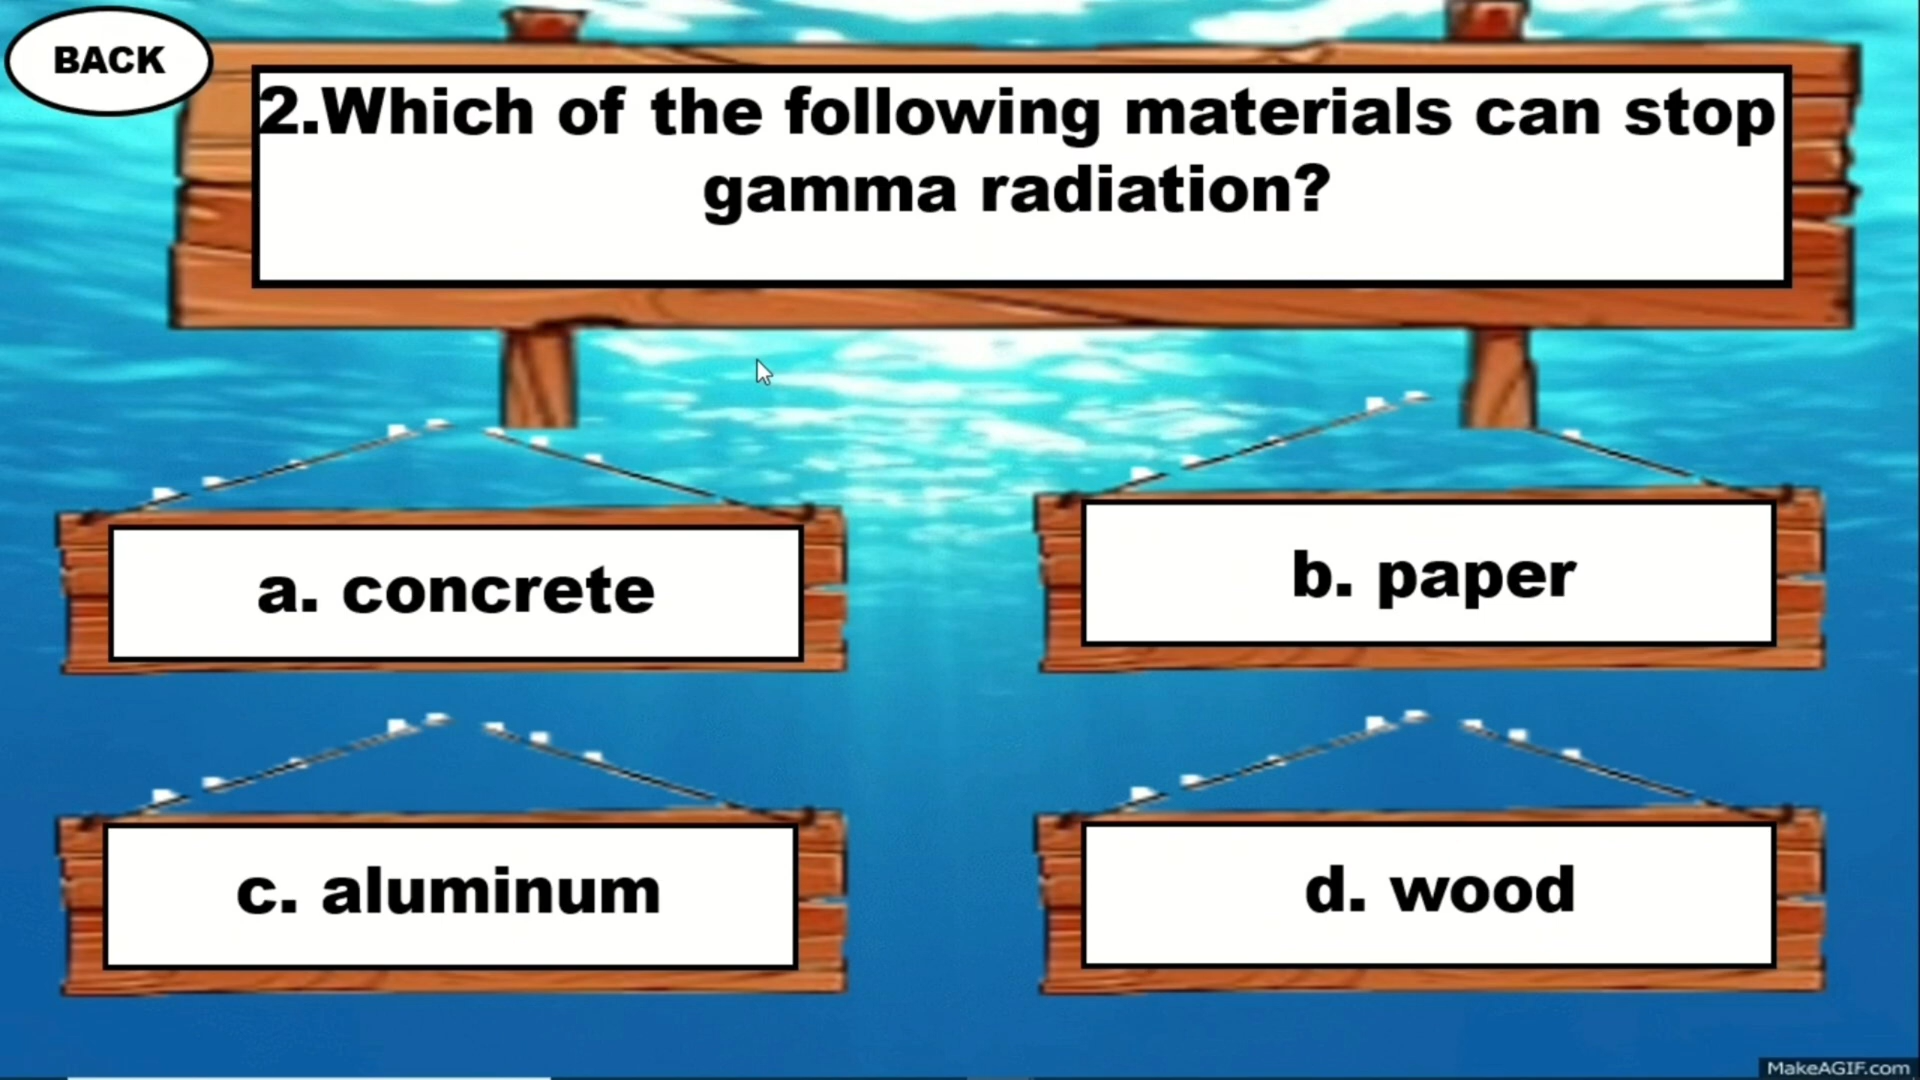 BACK
2.Which of the following materials can stop
gamma radiation?
a. concrete
b. paper
c. aluminum
d. wood
MakeAGIF.com